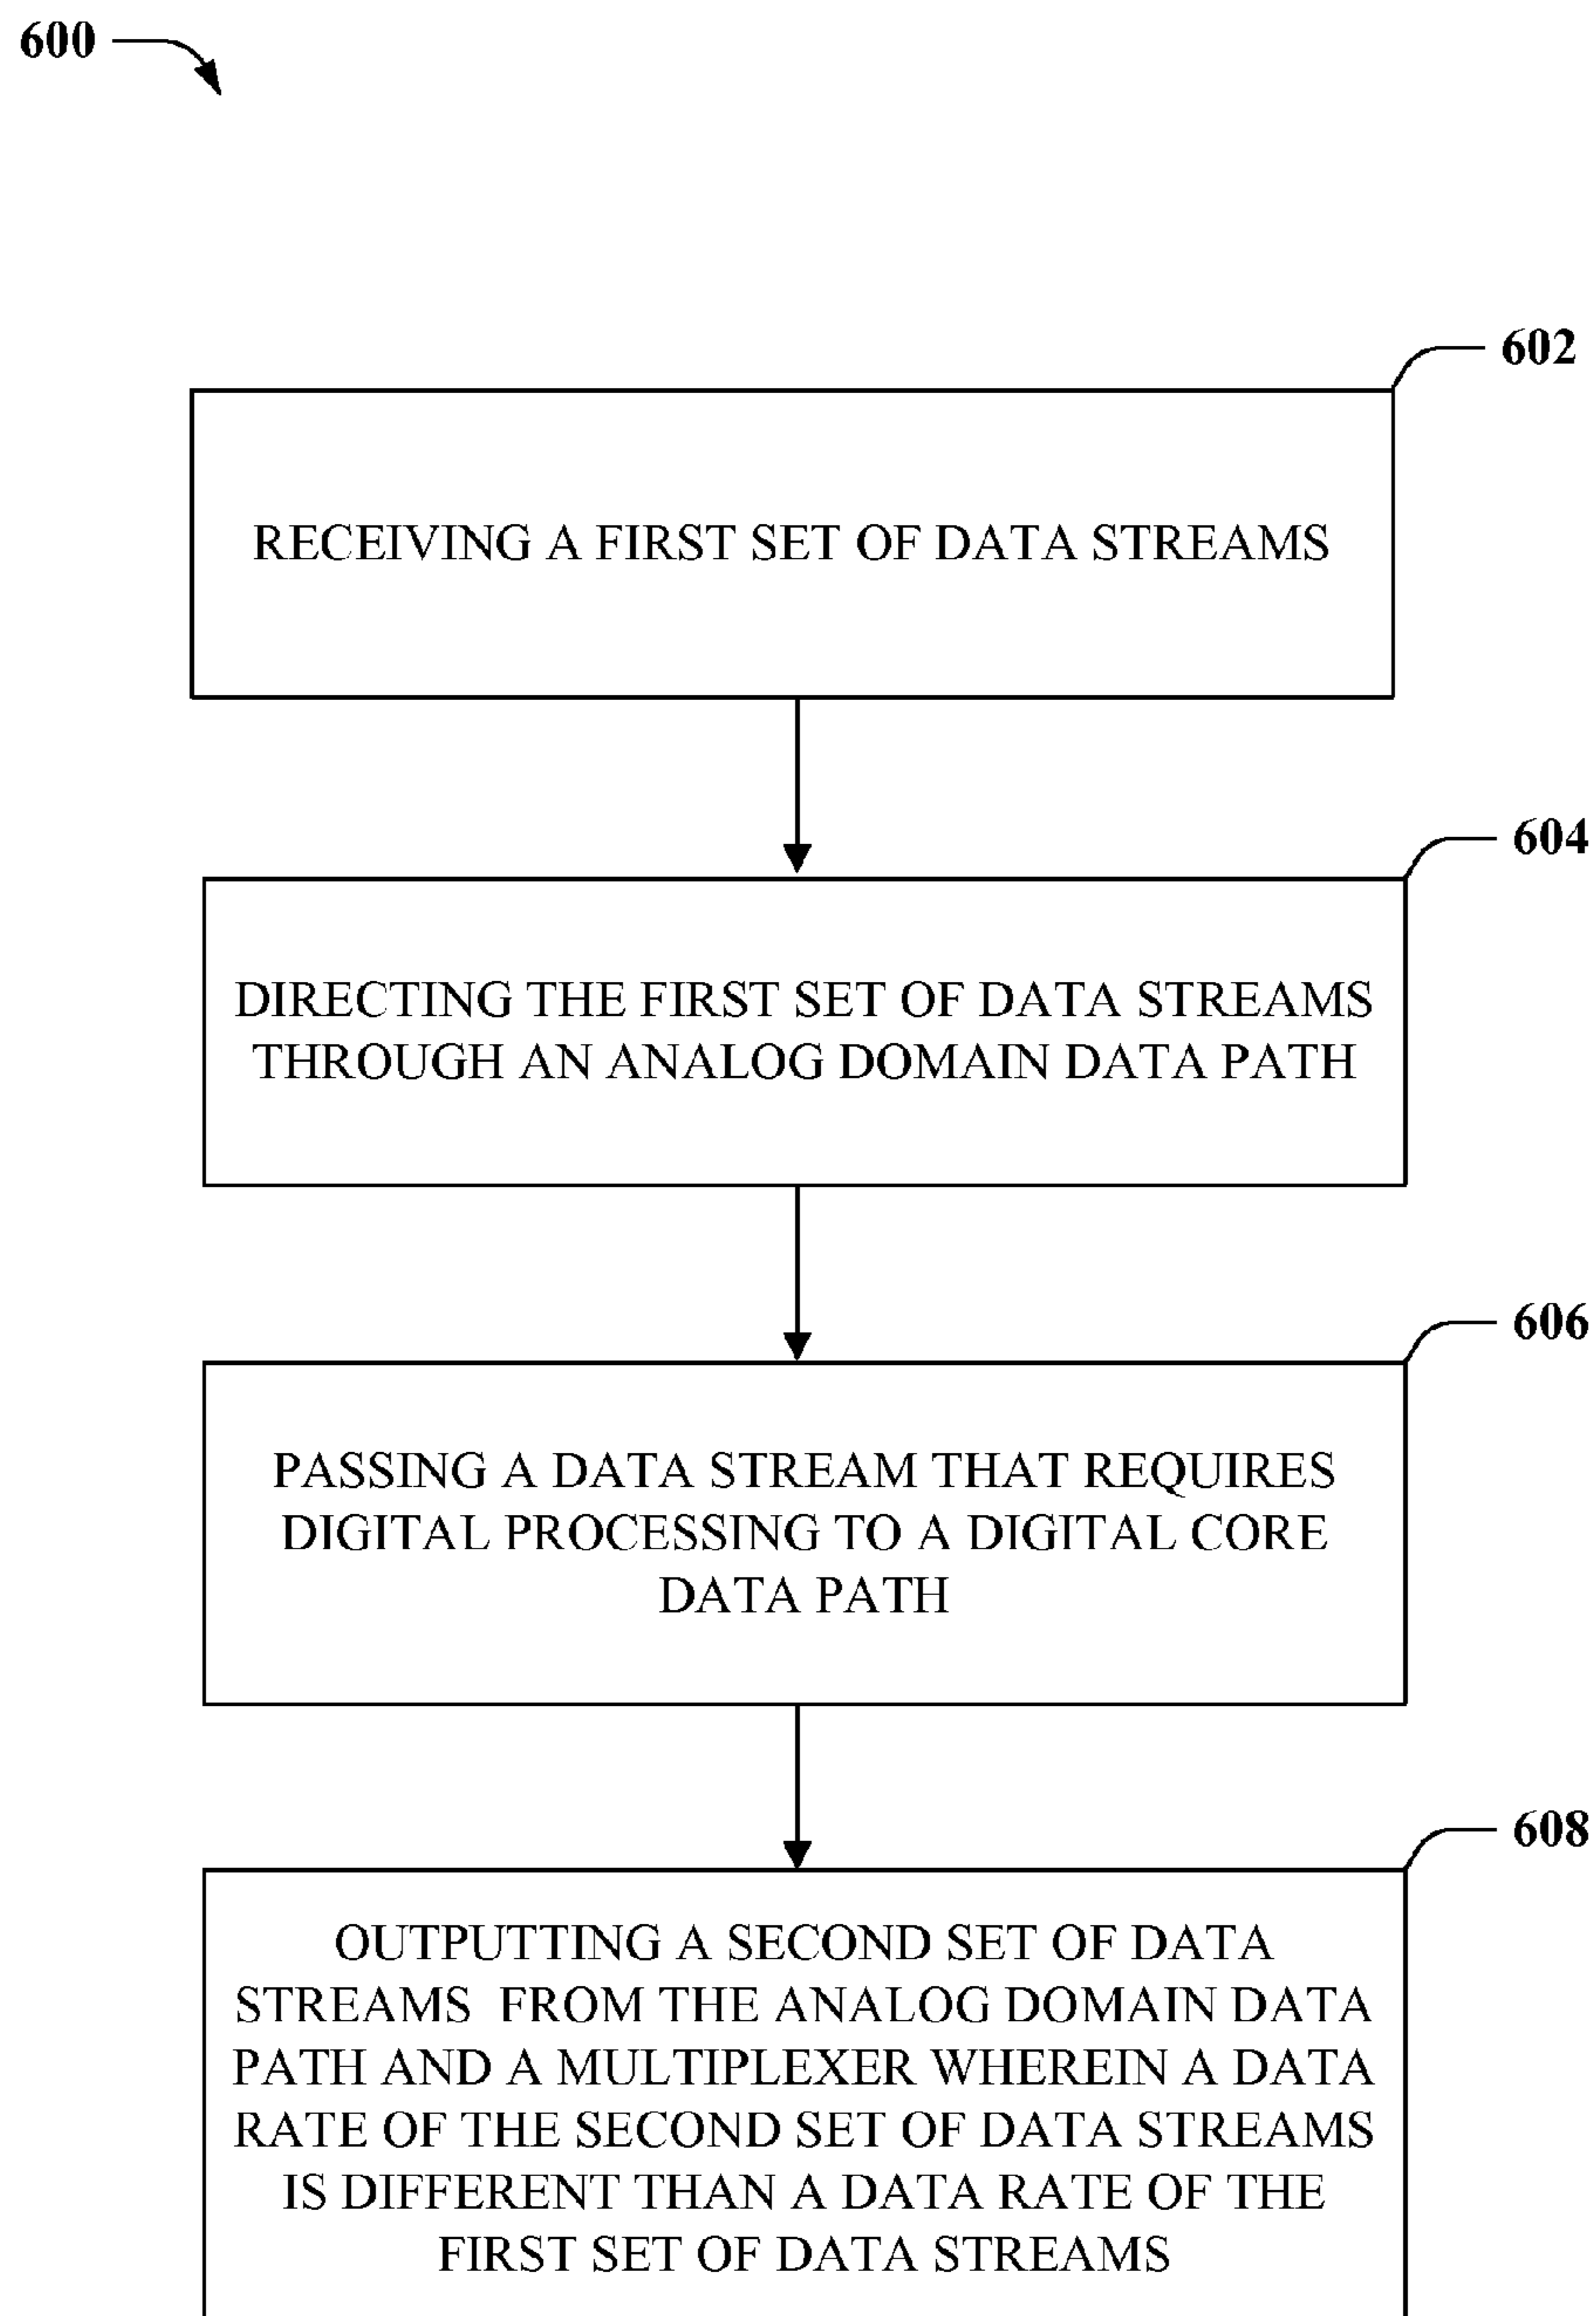 600
602
RECEIVING A FIRST SET OF DATA STREAMS
604
DIRECTING THE FIRST SET OF DATA STREAMS
THROUGH AN ANALOG DOMAIN DATA PATH
606
PASSING A DATA STREAM THAT REQUIRES
DIGITAL PROCESSING TO A DIGITAL CORE
DATA PATH
608
OUTPUTTING A SECOND SET OF DATA
STREAMS FROM THE ANALOG DOMAIN DATA
PATH AND A MULTIPLEXER WHEREIN A DATA
RATE OF THE SECOND SET OF DATA STREAMS
IS DIFFERENT THAN A DATA RATE OF THE
FIRST SET OF DATA STREAMS